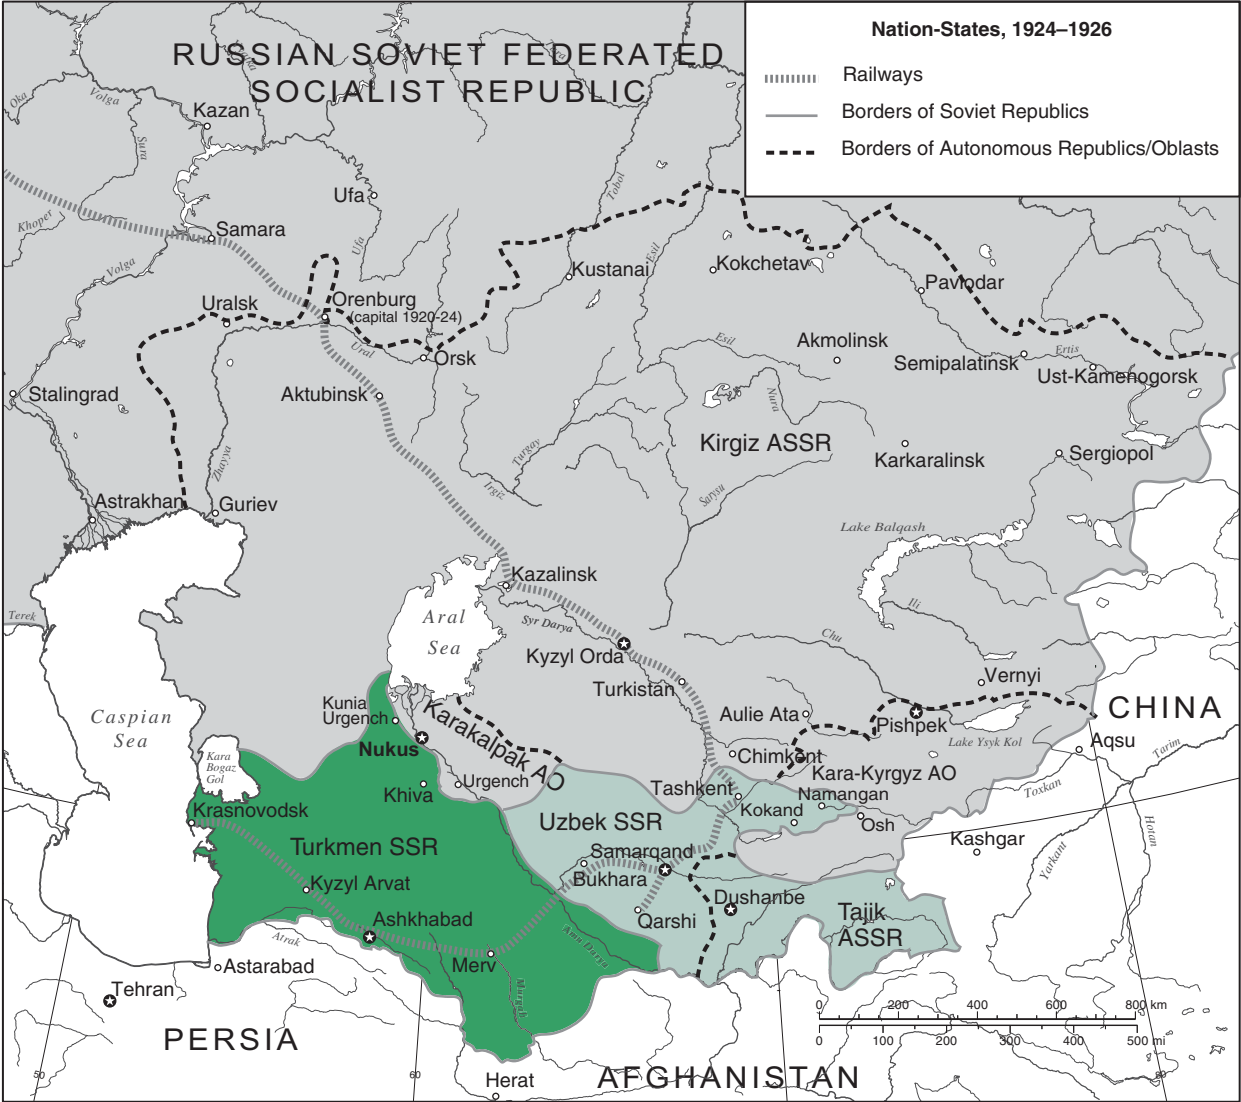 RUSSIAN SOVIET FEDERATED
SOCIALIST REPUBLIC
Nation-States, 1924–1926
Railways
Borders of Soviet Republics
Borders of Autonomous Republics/Oblasts
Oka
Volga
Kazan
Sura
Ufa
Tobol
Khoper
Samara
Ufa
Esil
Volga
Kustanai
Kokchetav
Pavlodar
Uralsk
Orenburg
(capital 1920-24)
Ural
Orsk
Esil
Akmolinsk
Semipalatinsk
Ertis
Ust-Kamenogorsk
Stalingrad
Aktubinsk
Nura
Kirgiz ASSR
Karkaralinsk
Sergiopol
Zhayya
Turgay
Irgiz
Sarysu
Astrakhan
Guriev
Lake Balqash
Kazalinsk
Terek
Aral
Sea
Syr Darya
Ili
Chu
Kyzyl Orda
Turkistan
Vernyi
Caspian
Sea
Kunia
Urgench
Karakalpak AO
Aulie Ata
Pishpek
CHINA
Lake Ysyk Kol
Aqsu
Nukus
Kara
Bogaz
Gol
Chimkent
Tarim
Khiva
Urgench
Tashkent
Kara-Kyrgyz AO
Namangan
Toxkan
Krasnovodsk
Kokand
Osh
Uzbek SSR
Turkmen SSR
Samarqand
Kashgar
Yarkant
Hotan
Bukhara
Kyzyl Arvat
Dushanbe
Qarshi
Tajik
ASSR
Ashkhabad
Amu Darya
Atrak
Merv
Astarabad
Murgab
Tehran
PERSIA
0 200 400 600 800 km
0 100 200 300 400 500 mi
50
60
Herat
AFGHANISTAN